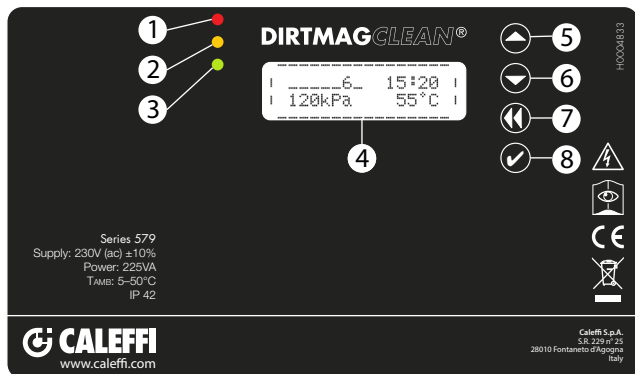 1
2
3
DIRTMAGCLEAN®
_____6_ 15:20
120kPa 55°C
4
5
6
7
8
H0004833
Series 579
Supply: 230V (ac) ±10%
Power: 225VA
TAMB: 5–50°C
IP 42
CE
CALEFFI
www.caleffi.com
Caleffi S.p.A.
S.R. 229 n° 25
28010 Fontaneto d'Agogna
Italy